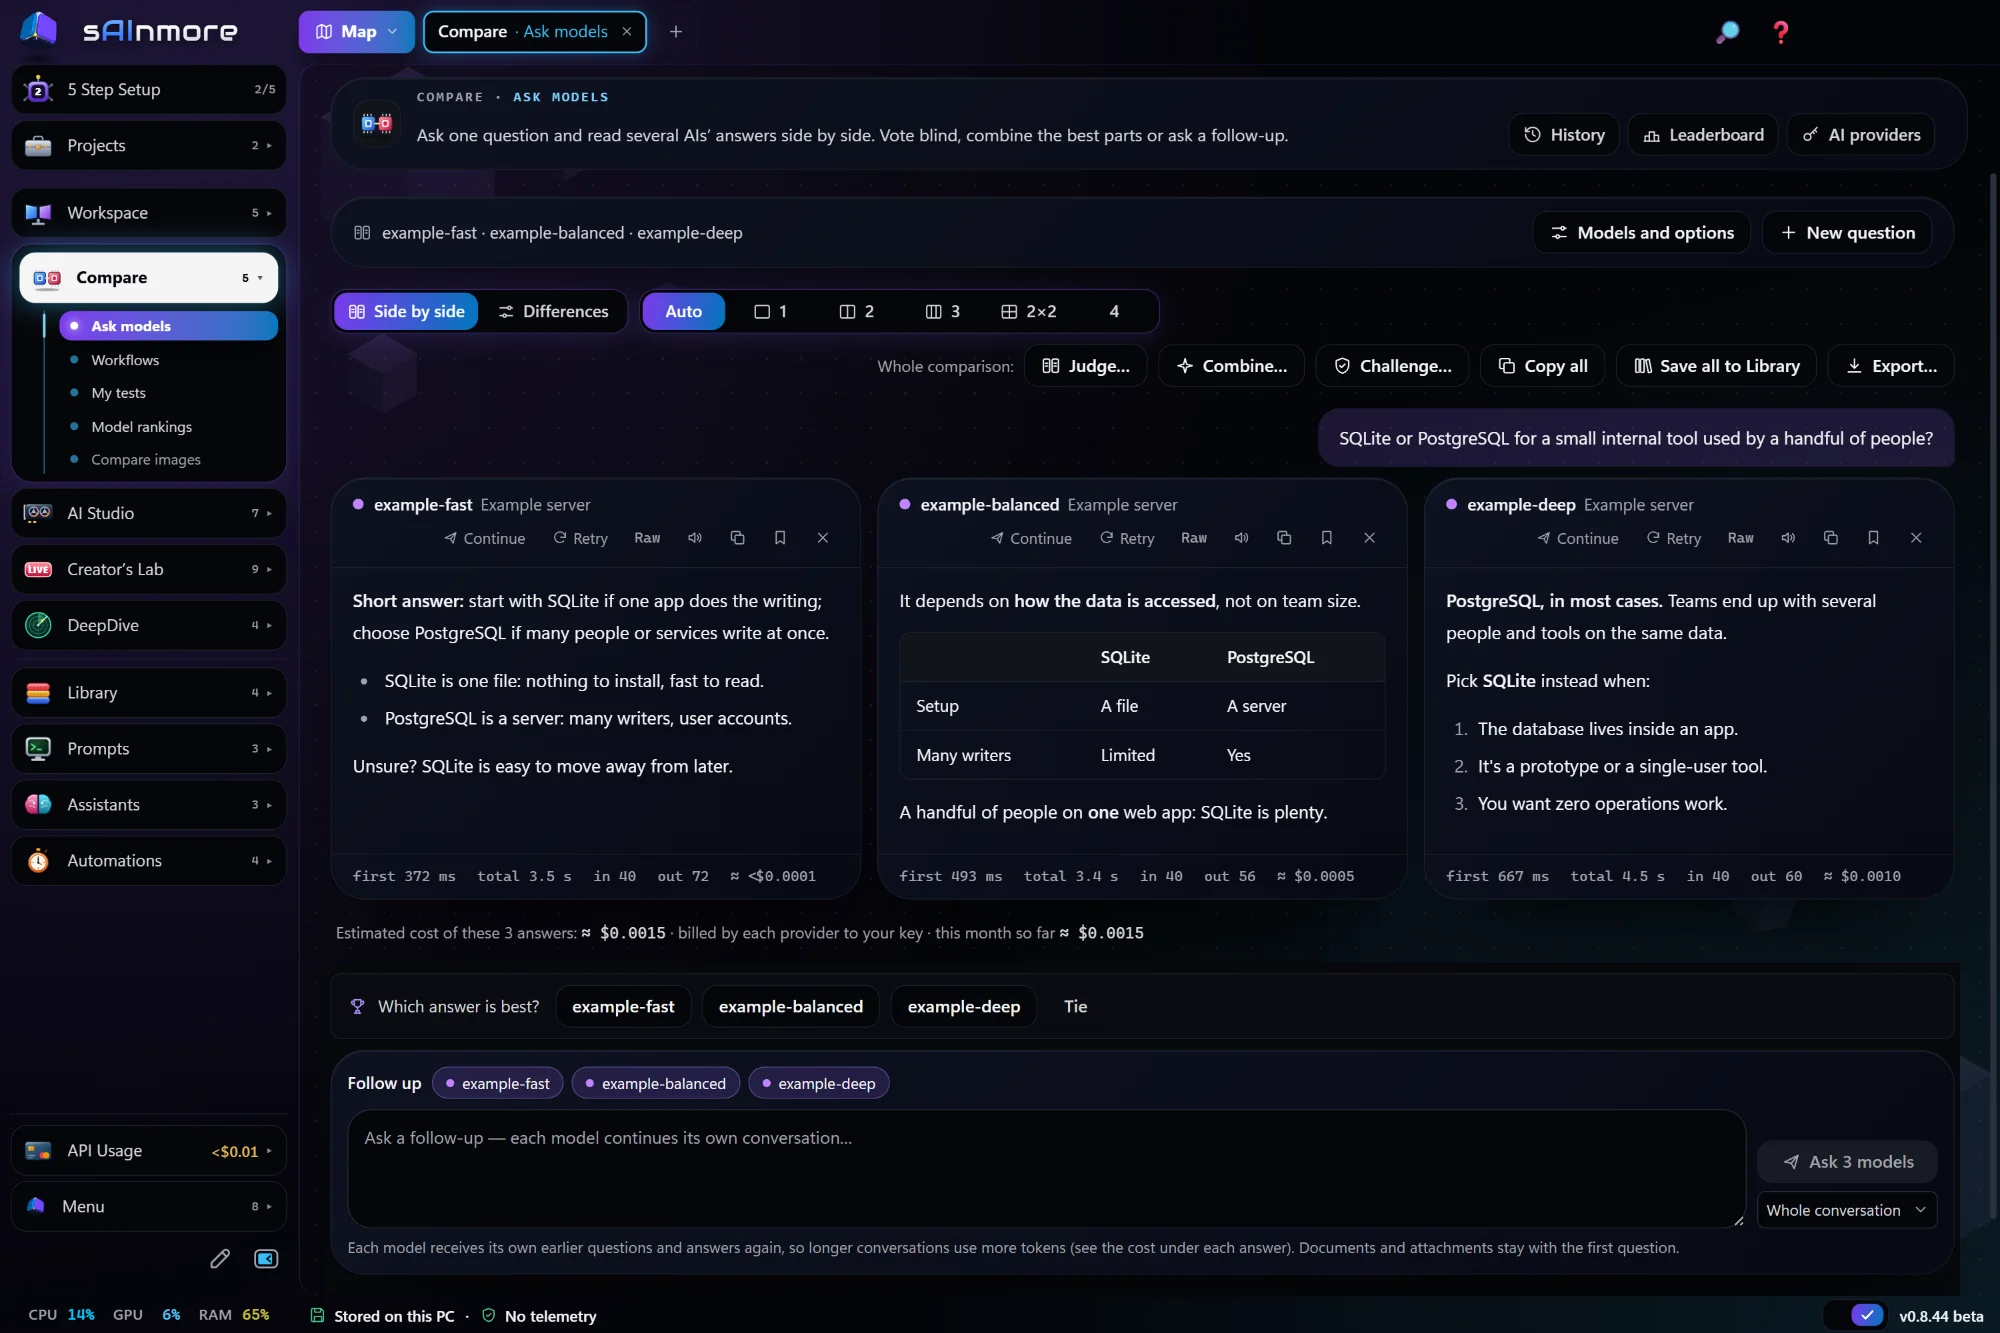 sAInmore
Map
Compare · Ask models
5 Step Setup 2/5
Projects 2
Workspace 5
Compare 5
Ask models
Workflows
My tests
Model rankings
Compare images
AI Studio 7
LIVE Creator's Lab 9
DeepDive 4
Library 4
Prompts 3
Assistants 3
Automations 4
API Usage <$0.01
Menu 8
CPU 14% GPU 6% RAM 65%
COMPARE · ASK MODELS
Ask one question and read several AIs’ answers side by side. Vote blind, combine the best parts or ask a follow-up.
History Leaderboard AI providers
example-fast · example-balanced · example-deep
Models and options New question
Side by side Differences Auto 1 2 3 2×2 4
Whole comparison: Judge... Combine... Challenge... Copy all Save all to Library Export...
SQLite or PostgreSQL for a small internal tool used by a handful of people?
example-fast Example server
Continue Retry Raw
Short answer: start with SQLite if one app does the writing;
choose PostgreSQL if many people or services write at once.
• SQLite is one file: nothing to install, fast to read.
• PostgreSQL is a server: many writers, user accounts.
Unsure? SQLite is easy to move away from later.
first 372 ms total 3.5 s in 40 out 72 ≈ <$0.0001
example-balanced Example server
Continue Retry Raw
It depends on how the data is accessed, not on team size.
SQLite PostgreSQL
Setup A file A server
Many writers Limited Yes
A handful of people on one web app: SQLite is plenty.
first 493 ms total 3.4 s in 40 out 56 ≈ $0.0005
example-deep Example server
Continue Retry Raw
PostgreSQL, in most cases. Teams end up with several
people and tools on the same data.
Pick SQLite instead when:
1. The database lives inside an app.
2. It's a prototype or a single-user tool.
3. You want zero operations work.
first 667 ms total 4.5 s in 40 out 60 ≈ $0.0010
Estimated cost of these 3 answers: ≈ $0.0015 · billed by each provider to your key · this month so far ≈ $0.0015
Which answer is best? example-fast example-balanced example-deep Tie
Follow up example-fast example-balanced example-deep
Ask a follow-up — each model continues its own conversation...
Ask 3 models
Whole conversation
Each model receives its own earlier questions and answers again, so longer conversations use more tokens (see the cost under each answer). Documents and attachments stay with the first question.
Stored on this PC · No telemetry
v0.8.44 beta